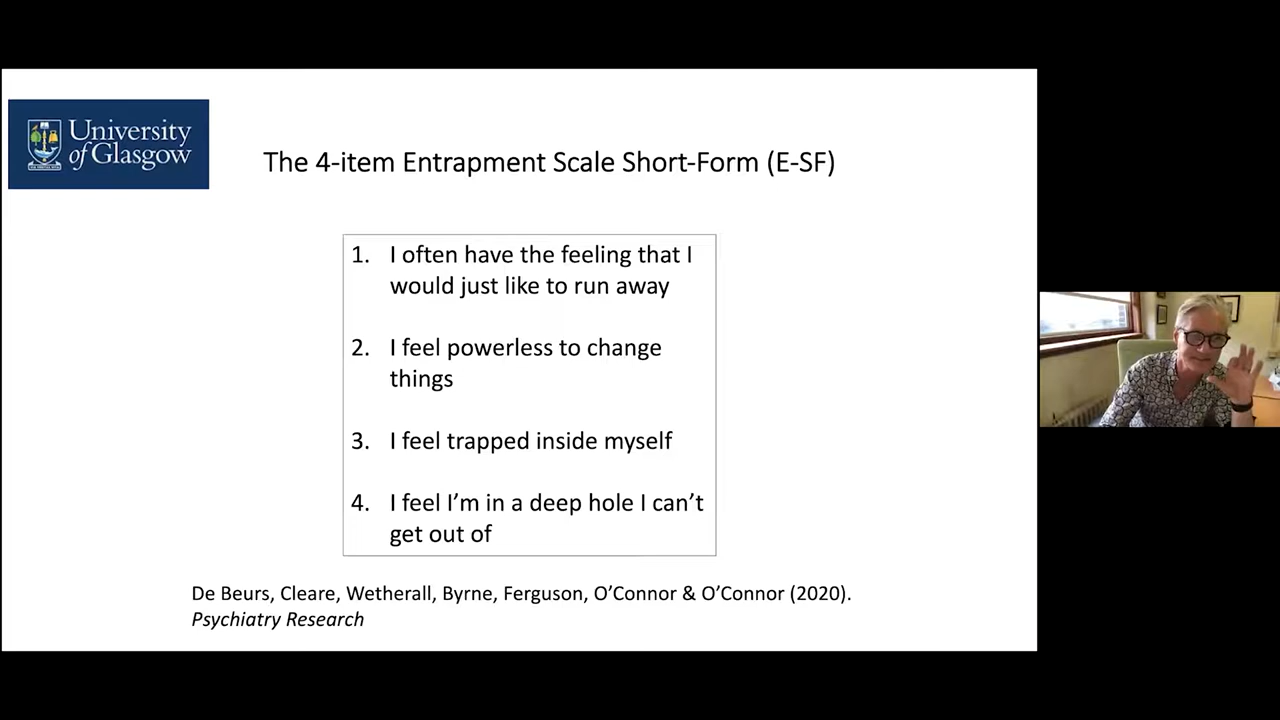 University
of Glasgow
The 4-item Entrapment Scale Short-Form (E-SF)
1. I often have the feeling that I
would just like to run away
2. I feel powerless to change
things
3. I feel trapped inside myself
4. I feel I’m in a deep hole I can’t
get out of
De Beurs, Cleare, Wetherall, Byrne, Ferguson, O’Connor & O’Connor (2020).
Psychiatry Research